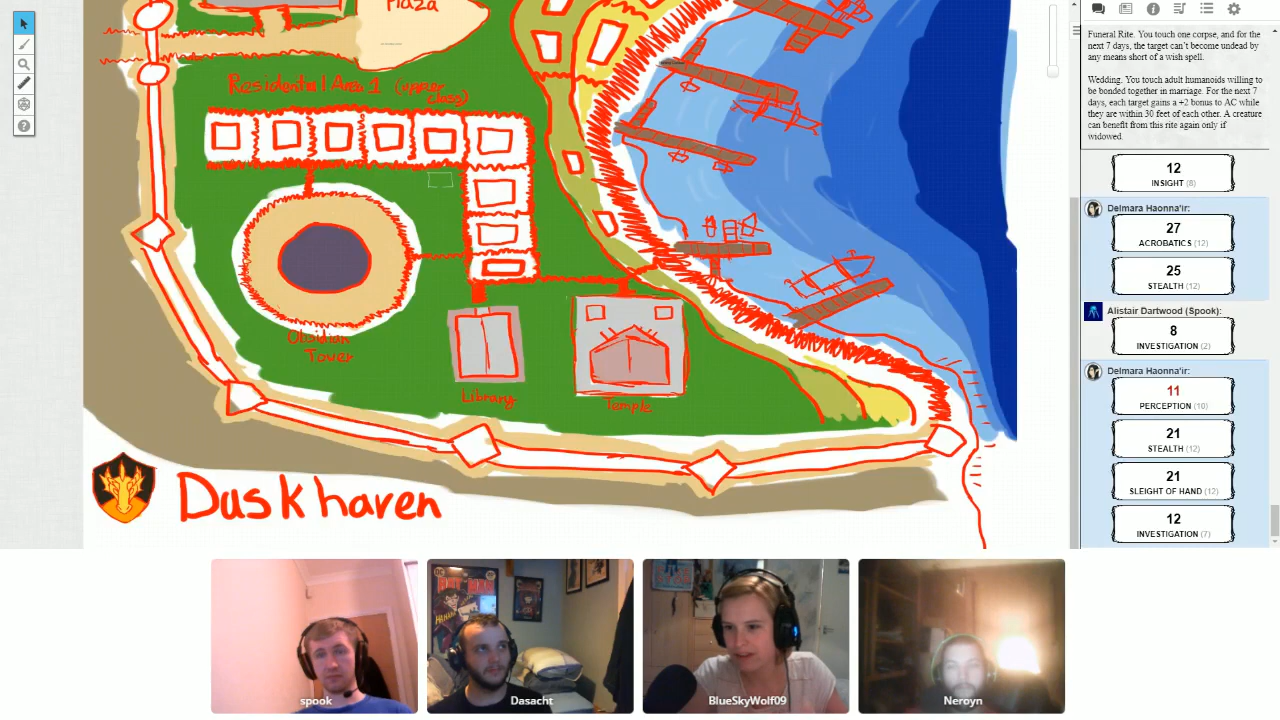 Plaza
Residental Area 1 (upper
class)
Obsidian
Tower
Library
Temple
Duskhaven
Funeral Rite. You touch one corpse, and for the
next 7 days, the target can't become undead by
any means short of a wish spell.
Wedding. You touch adult humanoids willing to
be bonded together in marriage. For the next 7
days, each target gains a +2 bonus to AC while
they are within 30 feet of each other. A creature
can benefit from this rite again only if
widowed.
12
INSIGHT (8)
Delmara Haonna'ir:
27
ACROBATICS (12)
25
STEALTH (12)
Alistair Dartwood (Spook):
8
INVESTIGATION (2)
Delmara Haonna'ir:
11
PERCEPTION (10)
21
STEALTH (12)
21
SLEIGHT OF HAND (12)
12
INVESTIGATION (7)
BATMAN
spook
Dasacht
BlueSkyWolf09
Neroyn